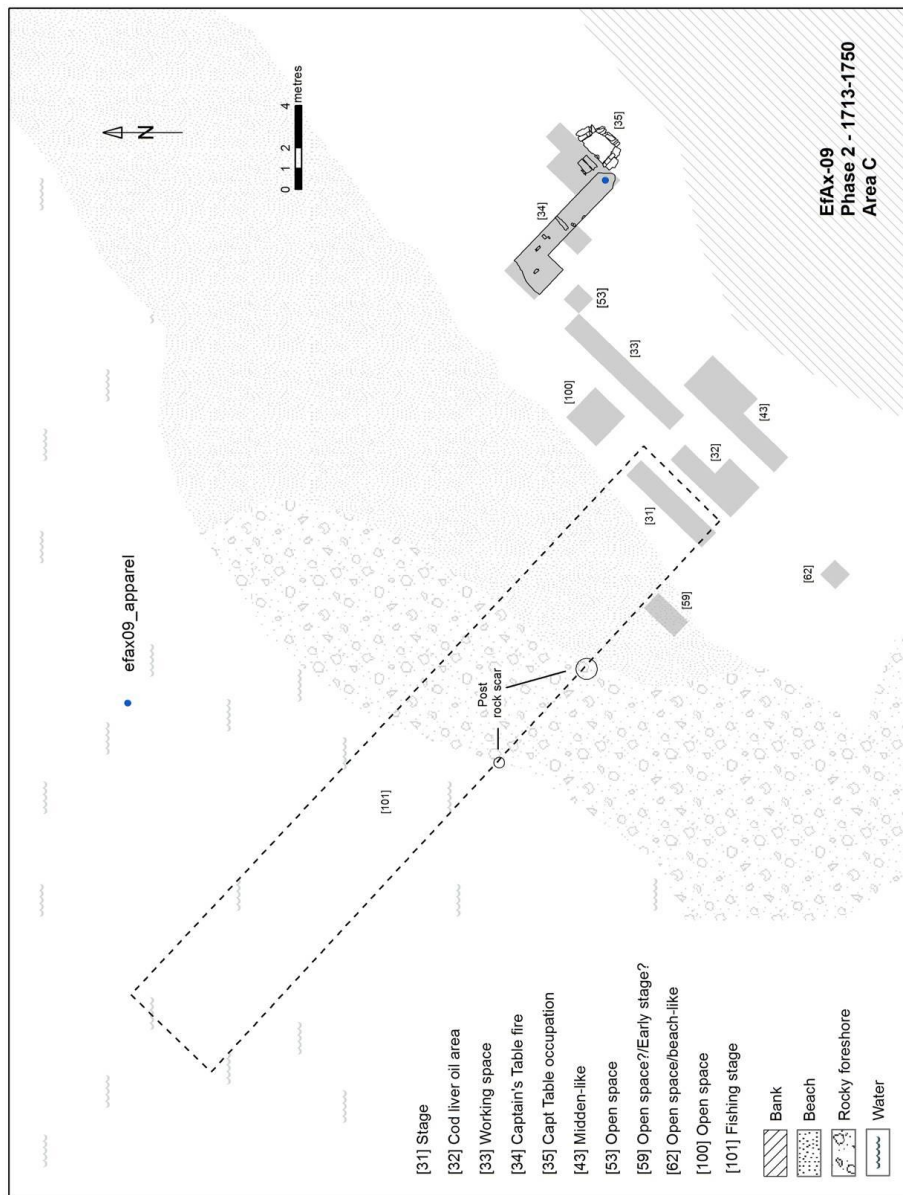 efax09_apparel
N
0 1 2 4
metres
[101]
Post
rock scar
[59]
[31]
[62]
[32]
[43]
[100]
[33]
[53]
[34]
[35]
[31] Stage
[32] Cod liver oil area
[33] Working space
[34] Captain's Table fire
[35] Capt Table occupation
[43] Midden-like
[53] Open space
[59] Open space?/Early stage?
[62] Open space/beach-like
[100] Open space
[101] Fishing stage
Bank
Beach
Rocky foreshore
Water
EfAx-09
Phase 2 - 1713-1750
Area C